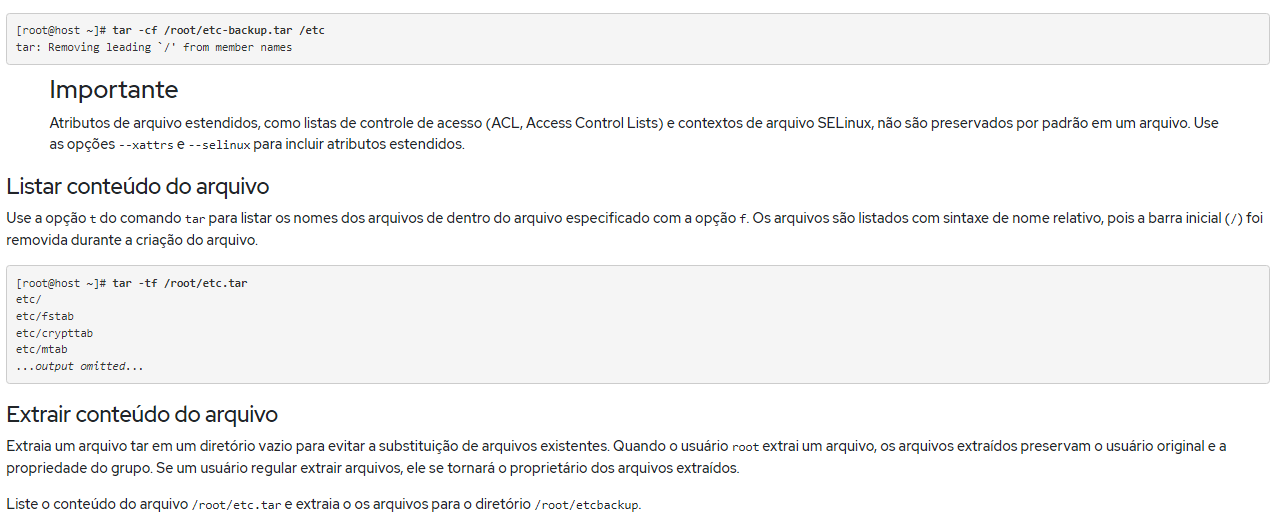 [root@host ~]# tar -cf /root/etc-backup.tar /etc
tar: Removing leading `/' from member names
Importante
Atributos de arquivo estendidos, como listas de controle de acesso (ACL, Access Control Lists) e contextos de arquivo SELinux, não são preservados por padrão em um arquivo. Use
as opções --xattrs e --selinux para incluir atributos estendidos.
Listar conteúdo do arquivo
Use a opção t do comando tar para listar os nomes dos arquivos de dentro do arquivo especificado com a opção f. Os arquivos são listados com sintaxe de nome relativo, pois a barra inicial (/) foi
removida durante a criação do arquivo.
[root@host ~]# tar -tf /root/etc.tar
etc/
etc/fstab
etc/crypttab
etc/mtab
...output omitted...
Extrair conteúdo do arquivo
Extraia um arquivo tar em um diretório vazio para evitar a substituição de arquivos existentes. Quando o usuário root extrai um arquivo, os arquivos extraídos preservam o usuário original e a
propriedade do grupo. Se um usuário regular extrair arquivos, ele se tornará o proprietário dos arquivos extraídos.
Liste o conteúdo do arquivo /root/etc.tar e extraia o os arquivos para o diretório /root/etcbackup.